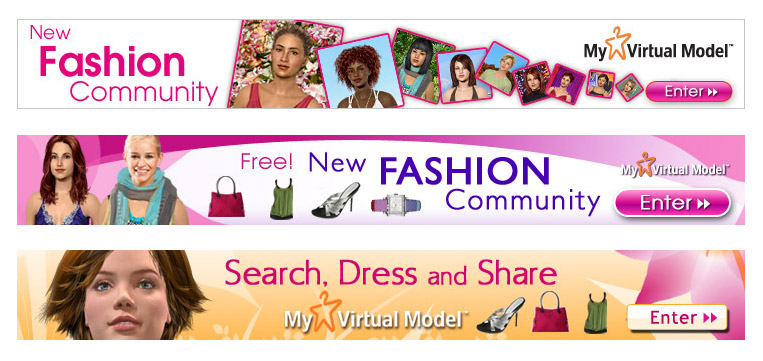 New
Fashion
Community
My Virtual Model™
Enter
Free! New FASHION
Community
My Virtual Model™
Enter
Search, Dress and Share
My Virtual Model™
Enter